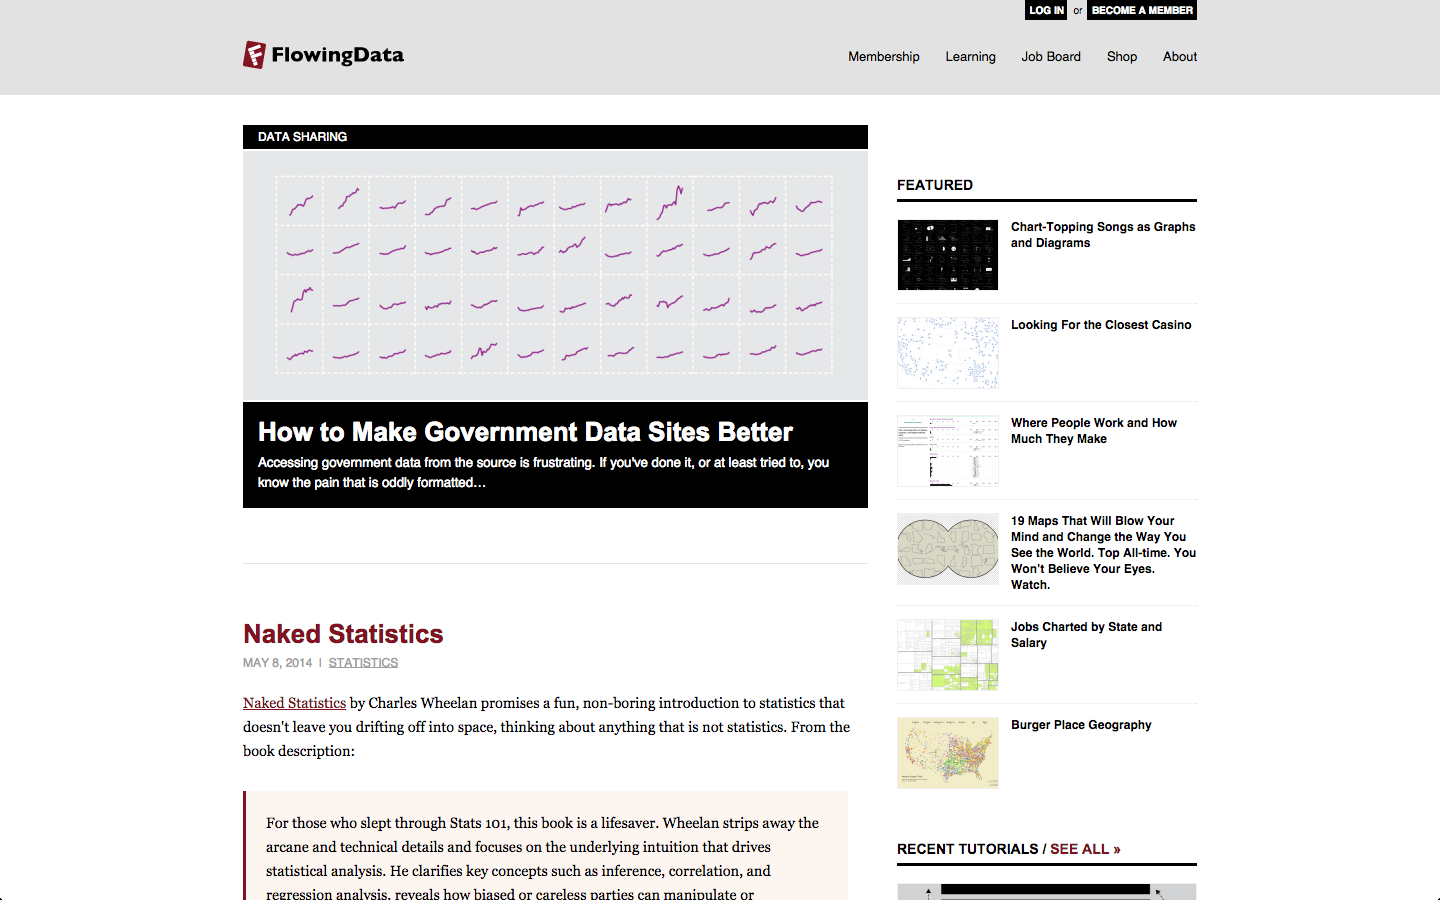 LOG IN or BECOME A MEMBER
FlowingData
Membership Learning Job Board Shop About
DATA SHARING
How to Make Government Data Sites Better
Accessing government data from the source is frustrating. If you've done it, or at least tried to, you
know the pain that is oddly formatted…
Naked Statistics
MAY 8, 2014 | STATISTICS
Naked Statistics by Charles Wheelan promises a fun, non-boring introduction to statistics that
doesn't leave you drifting off into space, thinking about anything that is not statistics. From the
book description:
For those who slept through Stats 101, this book is a lifesaver. Wheelan strips away the
arcane and technical details and focuses on the underlying intuition that drives
statistical analysis. He clarifies key concepts such as inference, correlation, and
regression analysis, reveals how biased or careless parties can manipulate or
FEATURED
Chart-Topping Songs as Graphs
and Diagrams
Looking For the Closest Casino
Where People Work and How
Much They Make
19 Maps That Will Blow Your
Mind and Change the Way You
See the World. Top All-time. You
Won't Believe Your Eyes.
Watch.
Jobs Charted by State and
Salary
Burger Place Geography
RECENT TUTORIALS / SEE ALL »